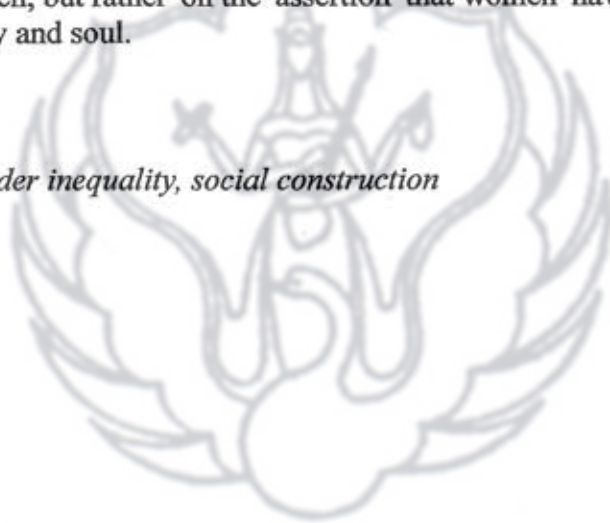 but rather on the assertion that women
and soul.
inequality, social construction